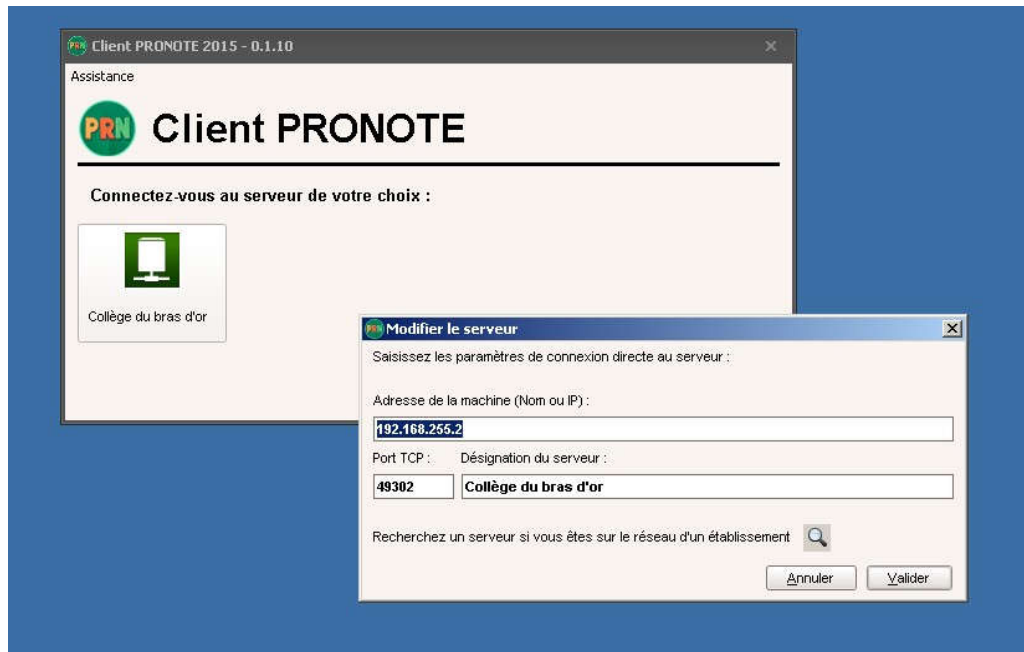 PRN Client PRONOTE 2015 - 0.1.10
Assistance
PRN Client PRONOTE
Connectez-vous au serveur de votre choix :
Collège du bras d'or
PRN Modifier le serveur
Saisissez les paramètres de connexion directe au serveur :
Adresse de la machine (Nom ou IP) :
192.168.255.2
Port TCP : Désignation du serveur :
49302 Collège du bras d'or
Recherchez un serveur si vous êtes sur le réseau d'un établissement
Annuler Valider